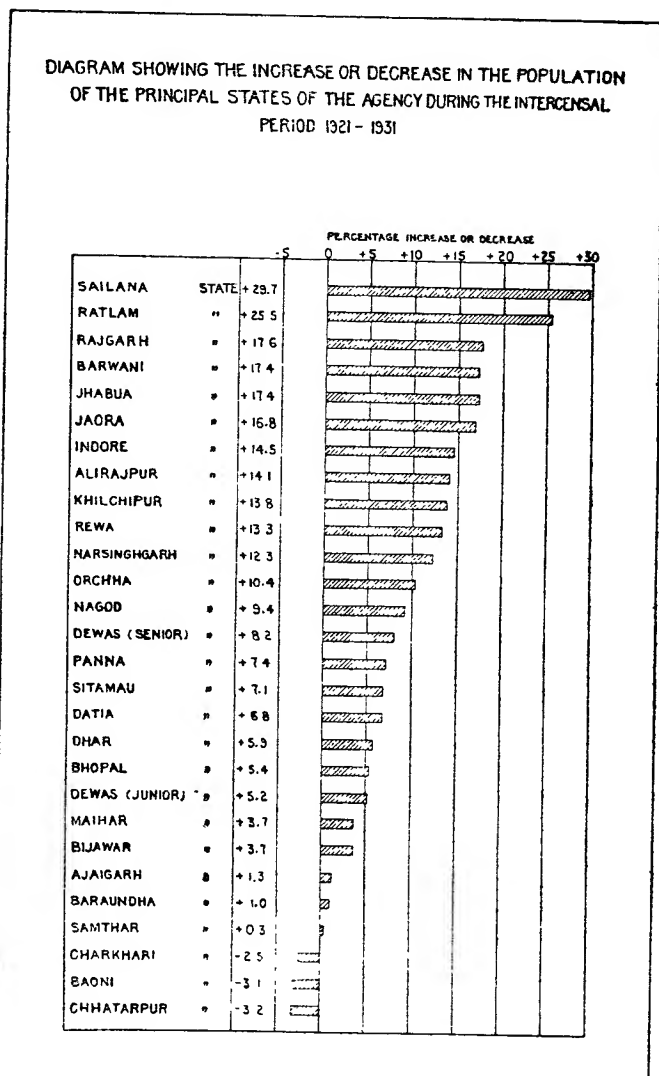 DIAGRAM SHOWING THE INCREASE OR DECREASE IN THE POPULATION
OF THE PRINCIPAL STATES OF THE AGENCY DURING THE INTERCENSAL
PERIOD 1921 - 1931
PERCENTAGE INCREASE OR DECREASE
-5 0 +5 +10 +15 +20 +25 +30
SAILANA STATE + 29.7
RATLAM " + 25.5
RAJGARH " + 17.6
BARWANI " + 17.4
JHABUA " + 17.4
JAORA " + 16.8
INDORE " + 14.5
ALIRAJPUR " + 14.1
KHILCHIPUR " + 13.8
REWA " + 13.3
NARSINGHGARH " + 12.3
ORCHHA " + 10.4
NAGOD " + 9.4
DEWAS (SENIOR) " + 8.2
PANNA " + 7.4
SITAMAU " + 7.1
DATIA " + 6.8
DHAR " + 5.9
BHOPAL " + 5.4
DEWAS (JUNIOR) " + 5.2
MAIHAR " + 3.7
BIJAWAR " + 3.7
AJAIGARH " + 1.3
BARAUNDHA " + 1.0
SAMTHAR " + 0.3
CHARKHARI " - 2.5
BAONI " - 3.1
CHHATARPUR " - 3.2